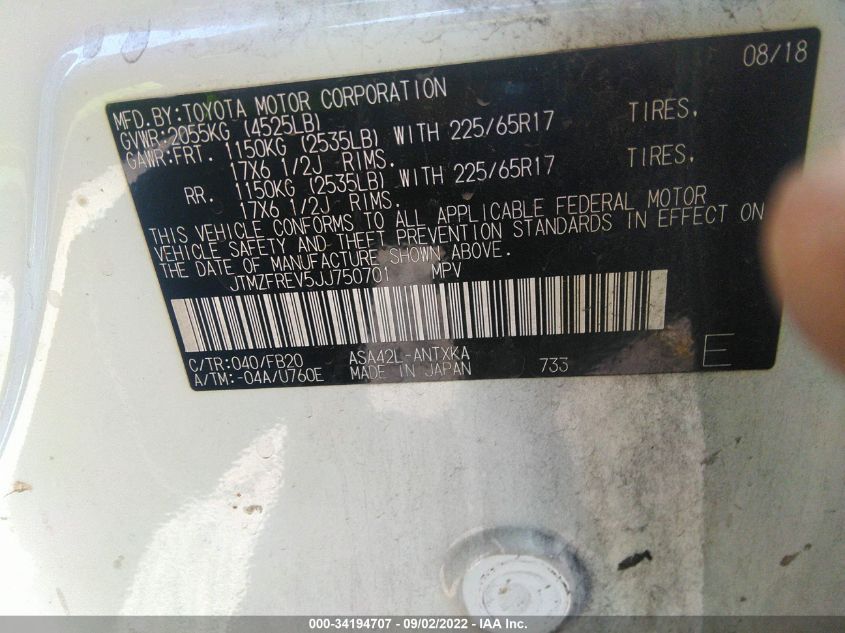 08/18
MFD.BY:TOYOTA MOTOR CORPORATION
GVWR:2055KG (4525LB)
GAWR:FRT. 1150KG (2535LB) WITH 225/65R17 TIRES,
17X6 1/2J RIMS.
RR. 1150KG (2535LB) WITH 225/65R17 TIRES,
17X6 1/2J RIMS.
THIS VEHICLE CONFORMS TO ALL APPLICABLE FEDERAL MOTOR
VEHICLE SAFETY AND THEFT PREVENTION STANDARDS IN EFFECT ON
THE DATE OF MANUFACTURE SHOWN ABOVE.
JTMZFREV5JJ750701 MPV
C/TR:040/FB20 ASA42L-ANTXKA
A/TM:-04A/U760E MADE IN JAPAN 733 E
000-34194707 - 09/02/2022 - IAA Inc.